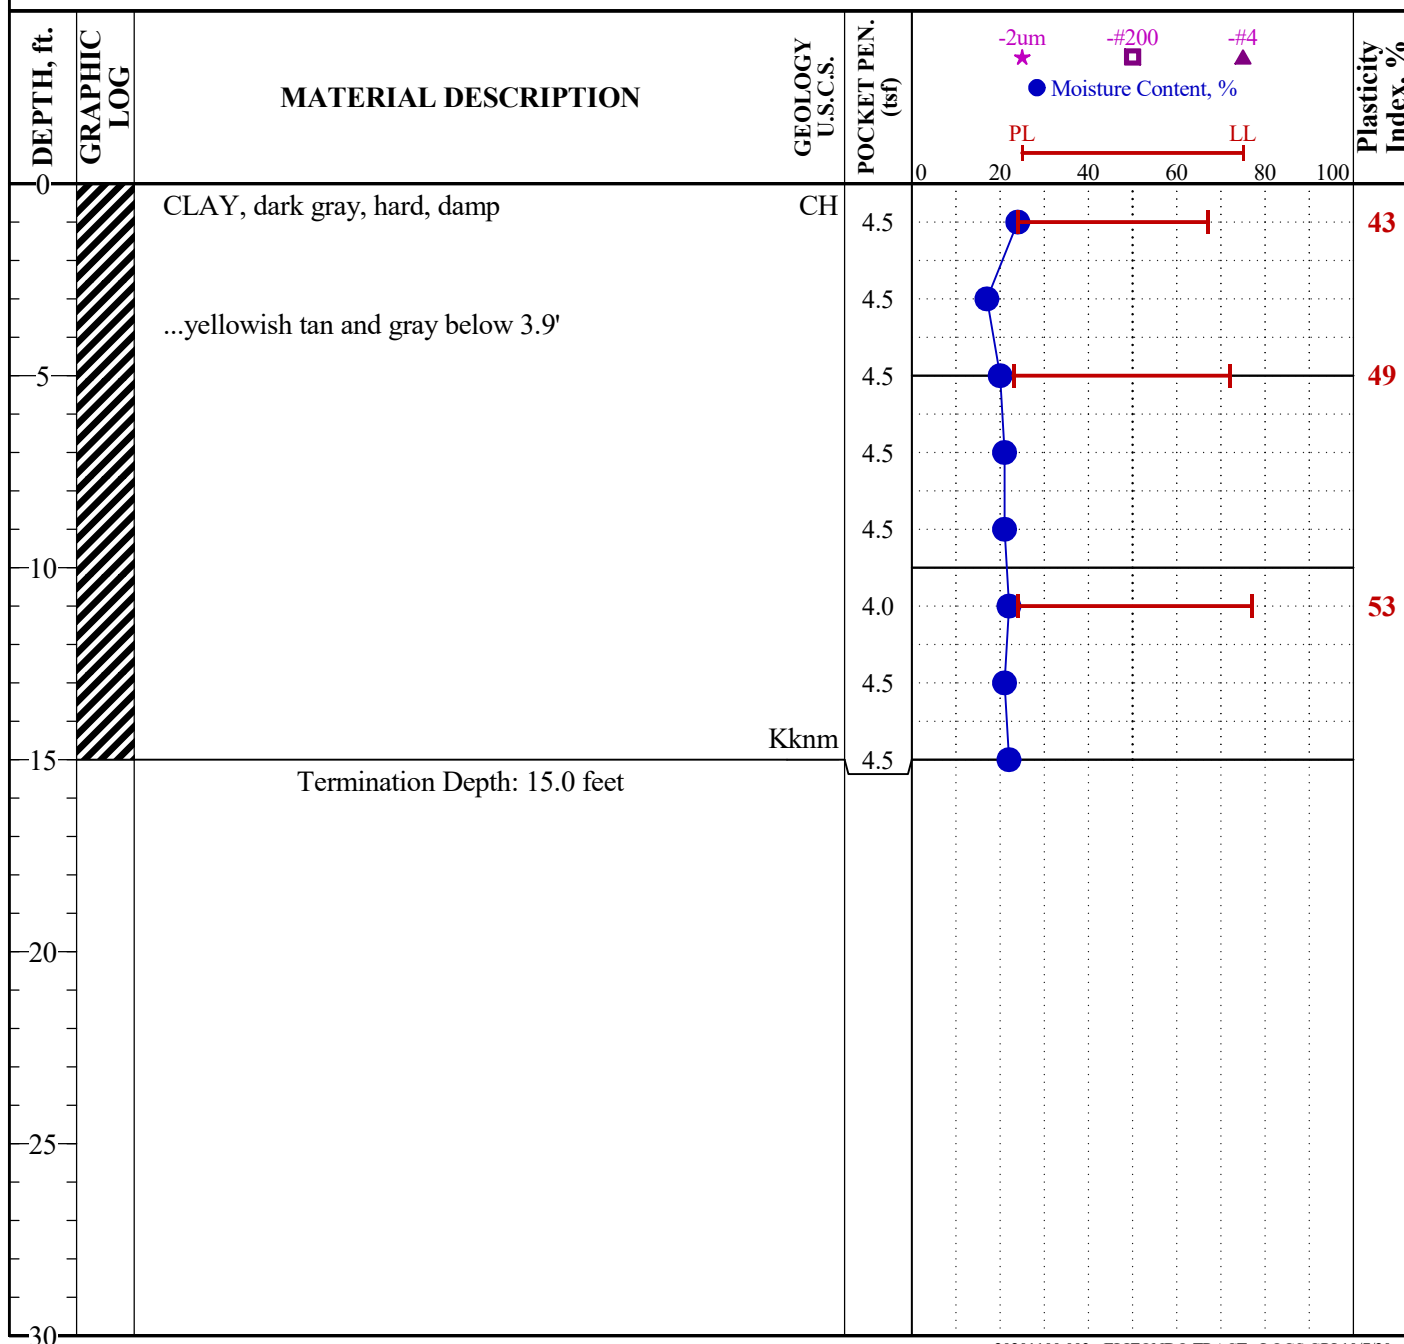 DEPTH, ft.
GRAPHIC
LOG
MATERIAL DESCRIPTION
GEOLOGY
U.S.C.S.
POCKET PEN.
(tsf)
-2um -#200 -#4
Moisture Content, %
PL LL
0 20 40 60 80 100
Plasticity
Index, %
0
CLAY, dark gray, hard, damp CH
4.5 43
4.5
...yellowish tan and gray below 3.9'
5 4.5 49
4.5
4.5
10
4.0 53
4.5
Kknm
15 4.5
Termination Depth: 15.0 feet
20
25
30